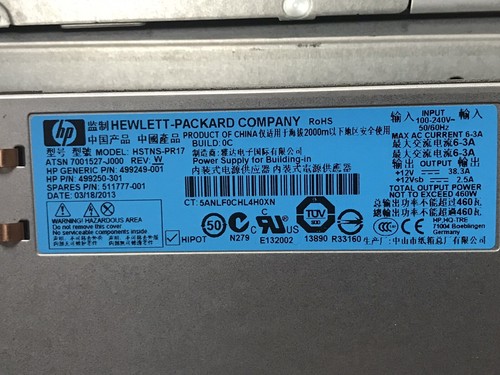 hp
监制 HEWLETT-PACKARD COMPANY RoHS
中国产品 中國產 PRODUCT OF CHINA 仅适用于海拔2000m以下地区安全使用
型号 型號 MODEL: HSTNS-PR17 BUILD:0C
ATSN 7001527-J000 REV: W
HP GENERIC P/N: 499249-001
HP P/N: 499250-301
SPARES P/N: 511777-001
DATE: 03/18/2013
制造商:雅达电子国际有限公司
Power Supply for Building-in
内装式电源供应器 内裝式電源供應器
CT: 5ANLF0CHL4H0XN
输入 INPUT 輸入
100-240V~
50/60Hz
MAX AC CURRENT 6-3A
最大交流电流6-3A
最大交流電流6-3A
输出 OUTPUT 輸出
+12V 38.3A
+12Vsb 2.5A
TOTAL OUTPUT POWER
NOT TO EXCEED 460W
总输出功率不能超过460瓦
總輸出功率不能超過460瓦
WARNING! HAZARDOUS AREA
Do not remove this cover
No serviceable components inside.
HIPOT
50
N279
E132002
TUV
13890 R33160
CCC
HP, HQ-TRE
71004 Boeblingen
Germany